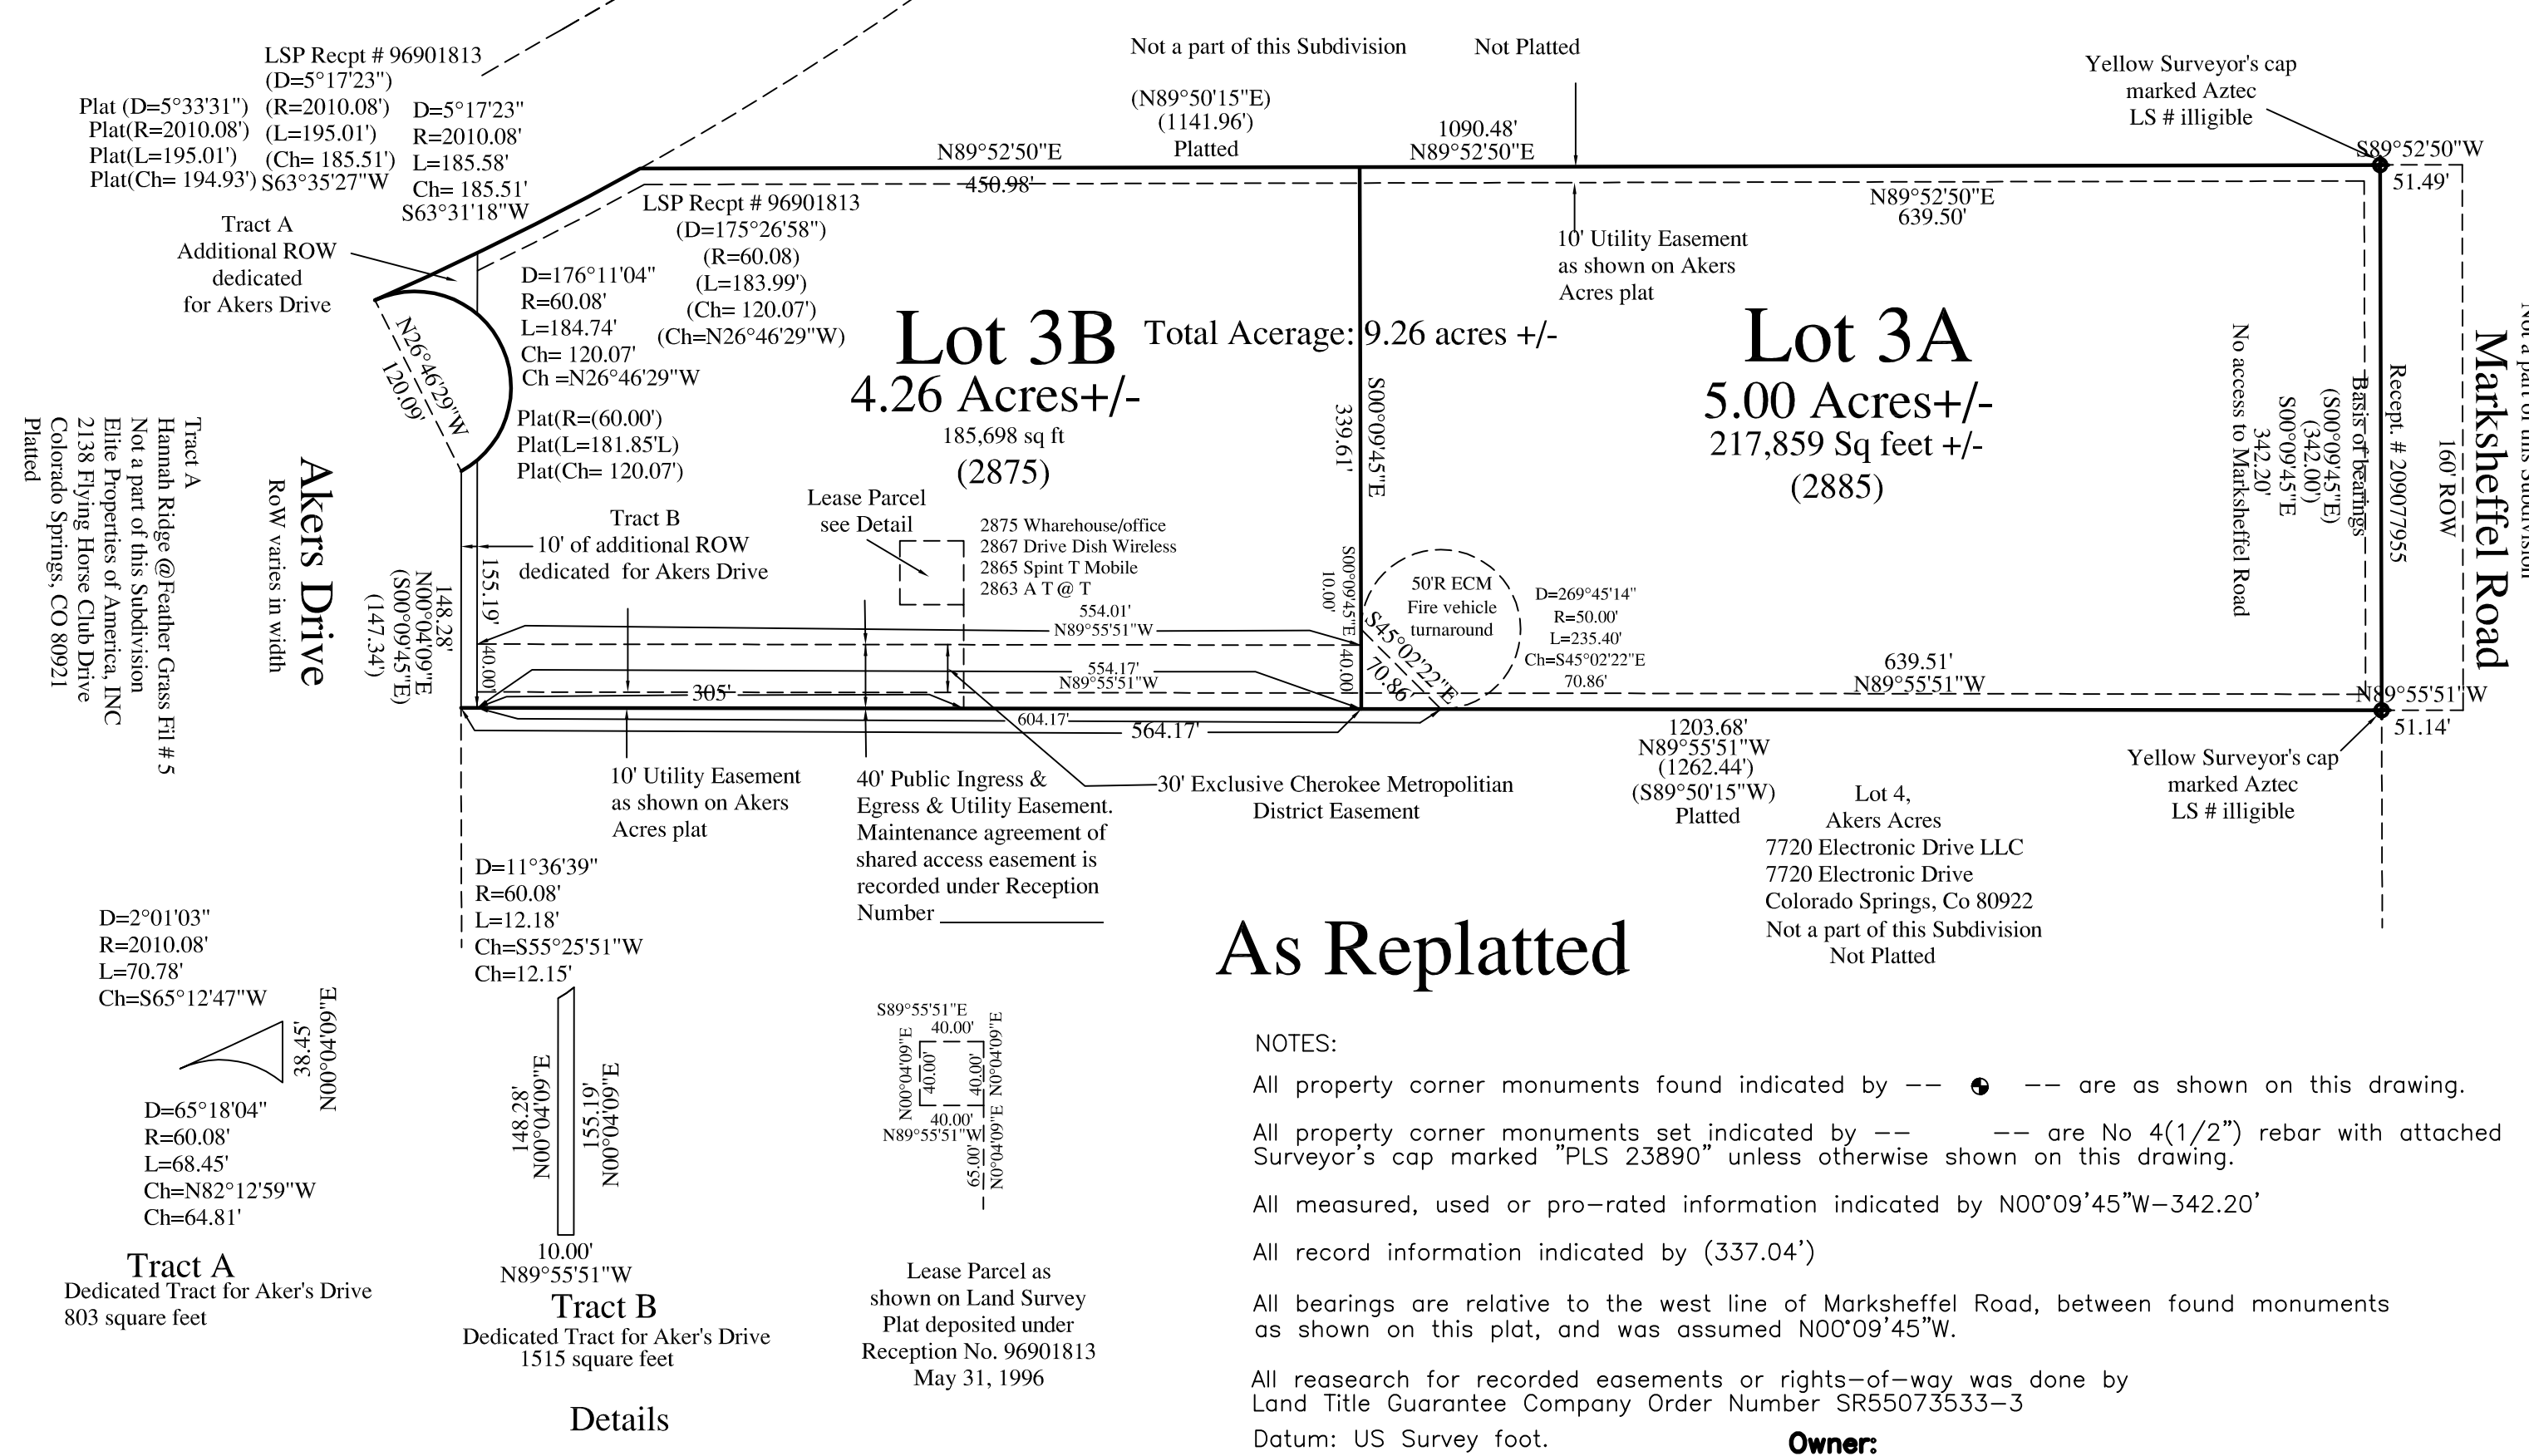 LSP Recpt # 96901813
(D=5°17'23")
(R=2010.08')
(L=195.01')
(Ch= 185.51')
S63°35'27"W
Plat (D=5°33'31")
Plat(R=2010.08')
Plat(L=195.01')
Plat(Ch= 194.93')
D=5°17'23"
R=2010.08'
L=185.58'
Ch= 185.51'
S63°31'18"W
Tract A
Additional ROW
dedicated
for Akers Drive
Not a part of this Subdivision
Not Platted
(N89°50'15"E)
(1141.96')
Platted
N89°52'50"E
450.98'
1090.48'
N89°52'50"E
Yellow Surveyor's cap
marked Aztec
LS # illigible
S89°52'50"W
51.49'
N89°52'50"E
639.50'
10' Utility Easement
as shown on Akers
Acres plat
LSP Recpt # 96901813
(D=175°26'58")
(R=60.08)
(L=183.99')
(Ch= 120.07')
(Ch=N26°46'29"W)
D=176°11'04"
R=60.08'
L=184.74'
Ch= 120.07'
Ch =N26°46'29"W
Plat(R=(60.00')
Plat(L=181.85'L)
Plat(Ch= 120.07')
N26°46'29"W
120.09'
Lot 3B
4.26 Acres+/-
185,698 sq ft
(2875)
Total Acerage: 9.26 acres +/-
Lot 3A
5.00 Acres+/-
217,859 Sq feet +/-
(2885)
S00°09'45"E
339.61'
No access to Marksheffel Road
Basis of bearings
(S00°09'45"E)
(342.00')
S00°09'45"E
342.20'
Recept. # 209077955
160' ROW
Marksheffel Road
Not a part of this Subdivision
Tract A
Hannah Ridge @Feather Grass Fil # 5
Not a part of this Subdivision
Elite Properties of America, INC
2138 Flying Horse Club Drive
Colorado Springs, CO 80921
Platted
Akers Drive
RoW varies in width
148.28'
N00°04'09"E
(S00°09'45"E)
(147.34')
155.19'
40.00'
Tract B
10' of additional ROW
dedicated for Akers Drive
Lease Parcel
see Detail
2875 Wharehouse/office
2867 Drive Dish Wireless
2865 Spint T Mobile
2863 A T @ T
554.01'
N89°55'51"W
554.17'
N89°55'51"W
305'
604.17'
564.17'
S00°09'45"E
10.00'
40.00'
S45°02'22"E
70.86
50'R ECM
Fire vehicle
turnaround
D=269°45'14"
R=50.00'
L=235.40'
Ch=S45°02'22"E
70.86'
639.51'
N89°55'51"W
N89°55'51"W
51.14'
1203.68'
N89°55'51"W
(1262.44')
(S89°50'15"W)
Platted
Yellow Surveyor's cap
marked Aztec
LS # illigible
10' Utility Easement
as shown on Akers
Acres plat
40' Public Ingress &
Egress & Utility Easement.
Maintenance agreement of
shared access easement is
recorded under Reception
Number
30' Exclusive Cherokee Metropolitian
District Easement
Lot 4,
Akers Acres
7720 Electronic Drive LLC
7720 Electronic Drive
Colorado Springs, Co 80922
Not a part of this Subdivision
Not Platted
As Replatted
D=2°01'03"
R=2010.08'
L=70.78'
Ch=S65°12'47"W
38.45'
N00°04'09"E
D=65°18'04"
R=60.08'
L=68.45'
Ch=N82°12'59"W
Ch=64.81'
Tract A
Dedicated Tract for Aker's Drive
803 square feet
D=11°36'39"
R=60.08'
L=12.18'
Ch=S55°25'51"W
Ch=12.15'
148.28'
N00°04'09"E
155.19'
N00°04'09"E
10.00'
N89°55'51"W
Tract B
Dedicated Tract for Aker's Drive
1515 square feet
S89°55'51"E
40.00'
N00°04'09"E
40.00'
40.00'
N0°04'09"E
40.00'
N89°55'51"W
65.00'
N0°04'09"E
Lease Parcel as
shown on Land Survey
Plat deposited under
Reception No. 96901813
May 31, 1996
Details
NOTES:
All property corner monuments found indicated by -- -- are as shown on this drawing.
All property corner monuments set indicated by -- -- are No 4(1/2") rebar with attached
Surveyor's cap marked "PLS 23890" unless otherwise shown on this drawing.
All measured, used or pro-rated information indicated by N00°09'45"W-342.20'
All record information indicated by (337.04')
All bearings are relative to the west line of Marksheffel Road, between found monuments
as shown on this plat, and was assumed N00°09'45"W.
All reasearch for recorded easements or rights-of-way was done by
Land Title Guarantee Company Order Number SR55073533-3
Datum: US Survey foot.
Owner: